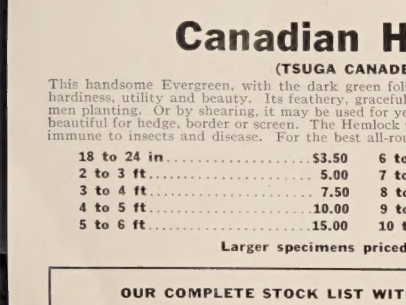 Canadian H
(TSUGA CANADE
This handsome Evergreen, with the dark green foli
hardiness, utility and beauty. Its feathery, graceful
men planting. Or by shearing, it may be used for ye
beautiful for hedge, border or screen. The Hemlock
immune to insects and disease. For the best all-rou
18 to 24 in....................$3.50 6 to
2 to 3 ft....................... 5.00 7 to
3 to 4 ft....................... 7.50 8 to
4 to 5 ft.......................10.00 9 to
5 to 6 ft.......................15.00 10 t
Larger specimens priced
OUR COMPLETE STOCK LIST WIT